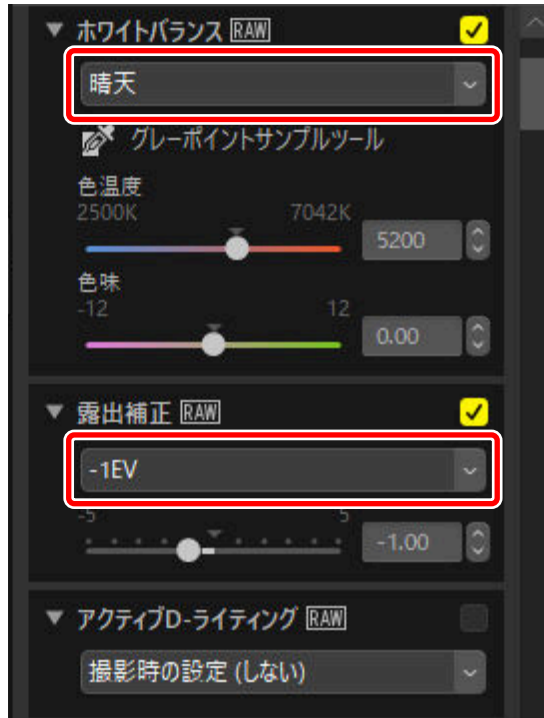 ホワイトバランス RAW
晴天
グレーポイントサンプルツール
色温度
2500K 7042K
5200
色味
-12 12
0.00
露出補正 RAW
-1EV
-5 5
-1.00
アクティブD-ライティング RAW
撮影時の設定 (しない)